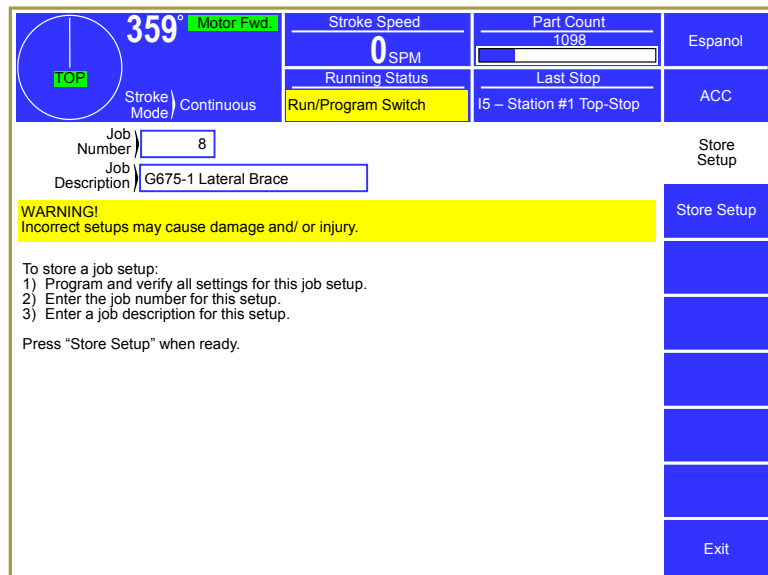 359° Motor Fwd.
TOP
Stroke Mode) Continuous
Stroke Speed
0 SPM
Part Count
1098
Running Status
Run/Program Switch
Last Stop
I5 – Station #1 Top-Stop
Espanol
ACC
Job Number) 8
Job Description) G675-1 Lateral Brace
Store
Setup
WARNING!
Incorrect setups may cause damage and/ or injury.
Store Setup
To store a job setup:
1) Program and verify all settings for this job setup.
2) Enter the job number for this setup.
3) Enter a job description for this setup.
Press “Store Setup” when ready.
Exit